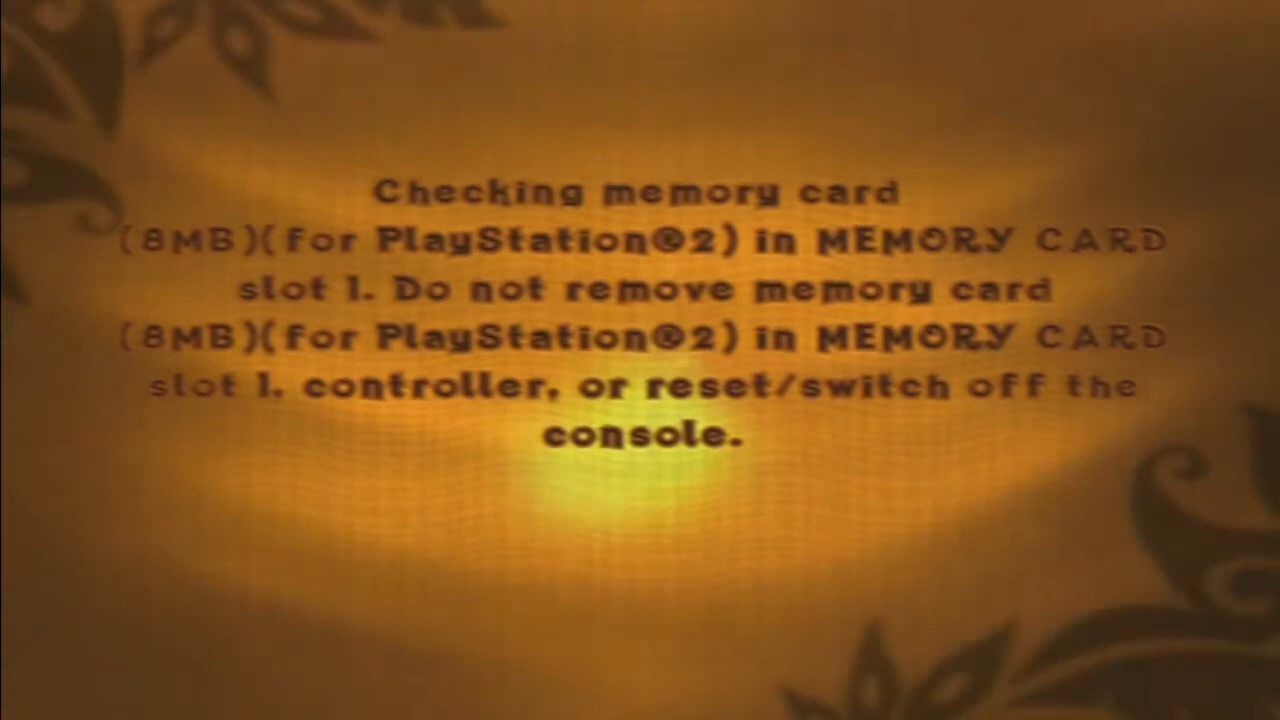 Checking memory card
(8MB)(for PlayStation®2) in MEMORY CARD
slot 1. Do not remove memory card
(8MB)(for PlayStation®2) in MEMORY CARD
slot 1, controller, or reset/switch off the
console.